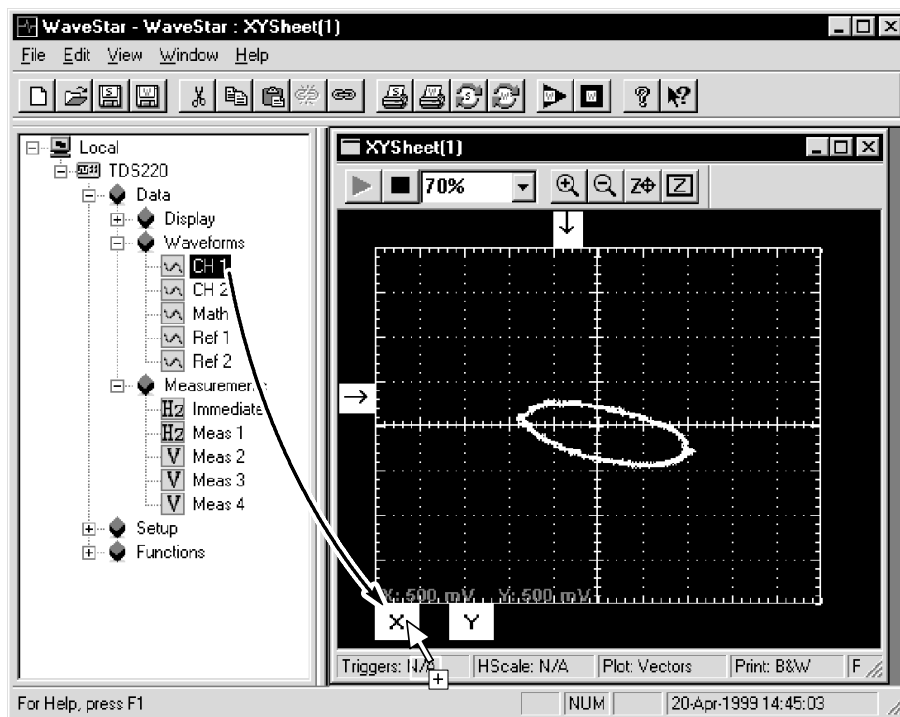 WaveStar - WaveStar : XYSheet(1)
File Edit View Window Help
Local
TDS220
Data
Display
Waveforms
CH 1
CH 2
Math
Ref 1
Ref 2
Measurements
Hz Immediate
Hz Meas 1
V Meas 2
V Meas 3
V Meas 4
Setup
Functions
XYSheet(1)
70%
Z
X: 500 mV Y: 500 mV
X Y
Triggers: N/A HScale: N/A Plot: Vectors Print: B&W F
For Help, press F1 NUM 20-Apr-1999 14:45:03